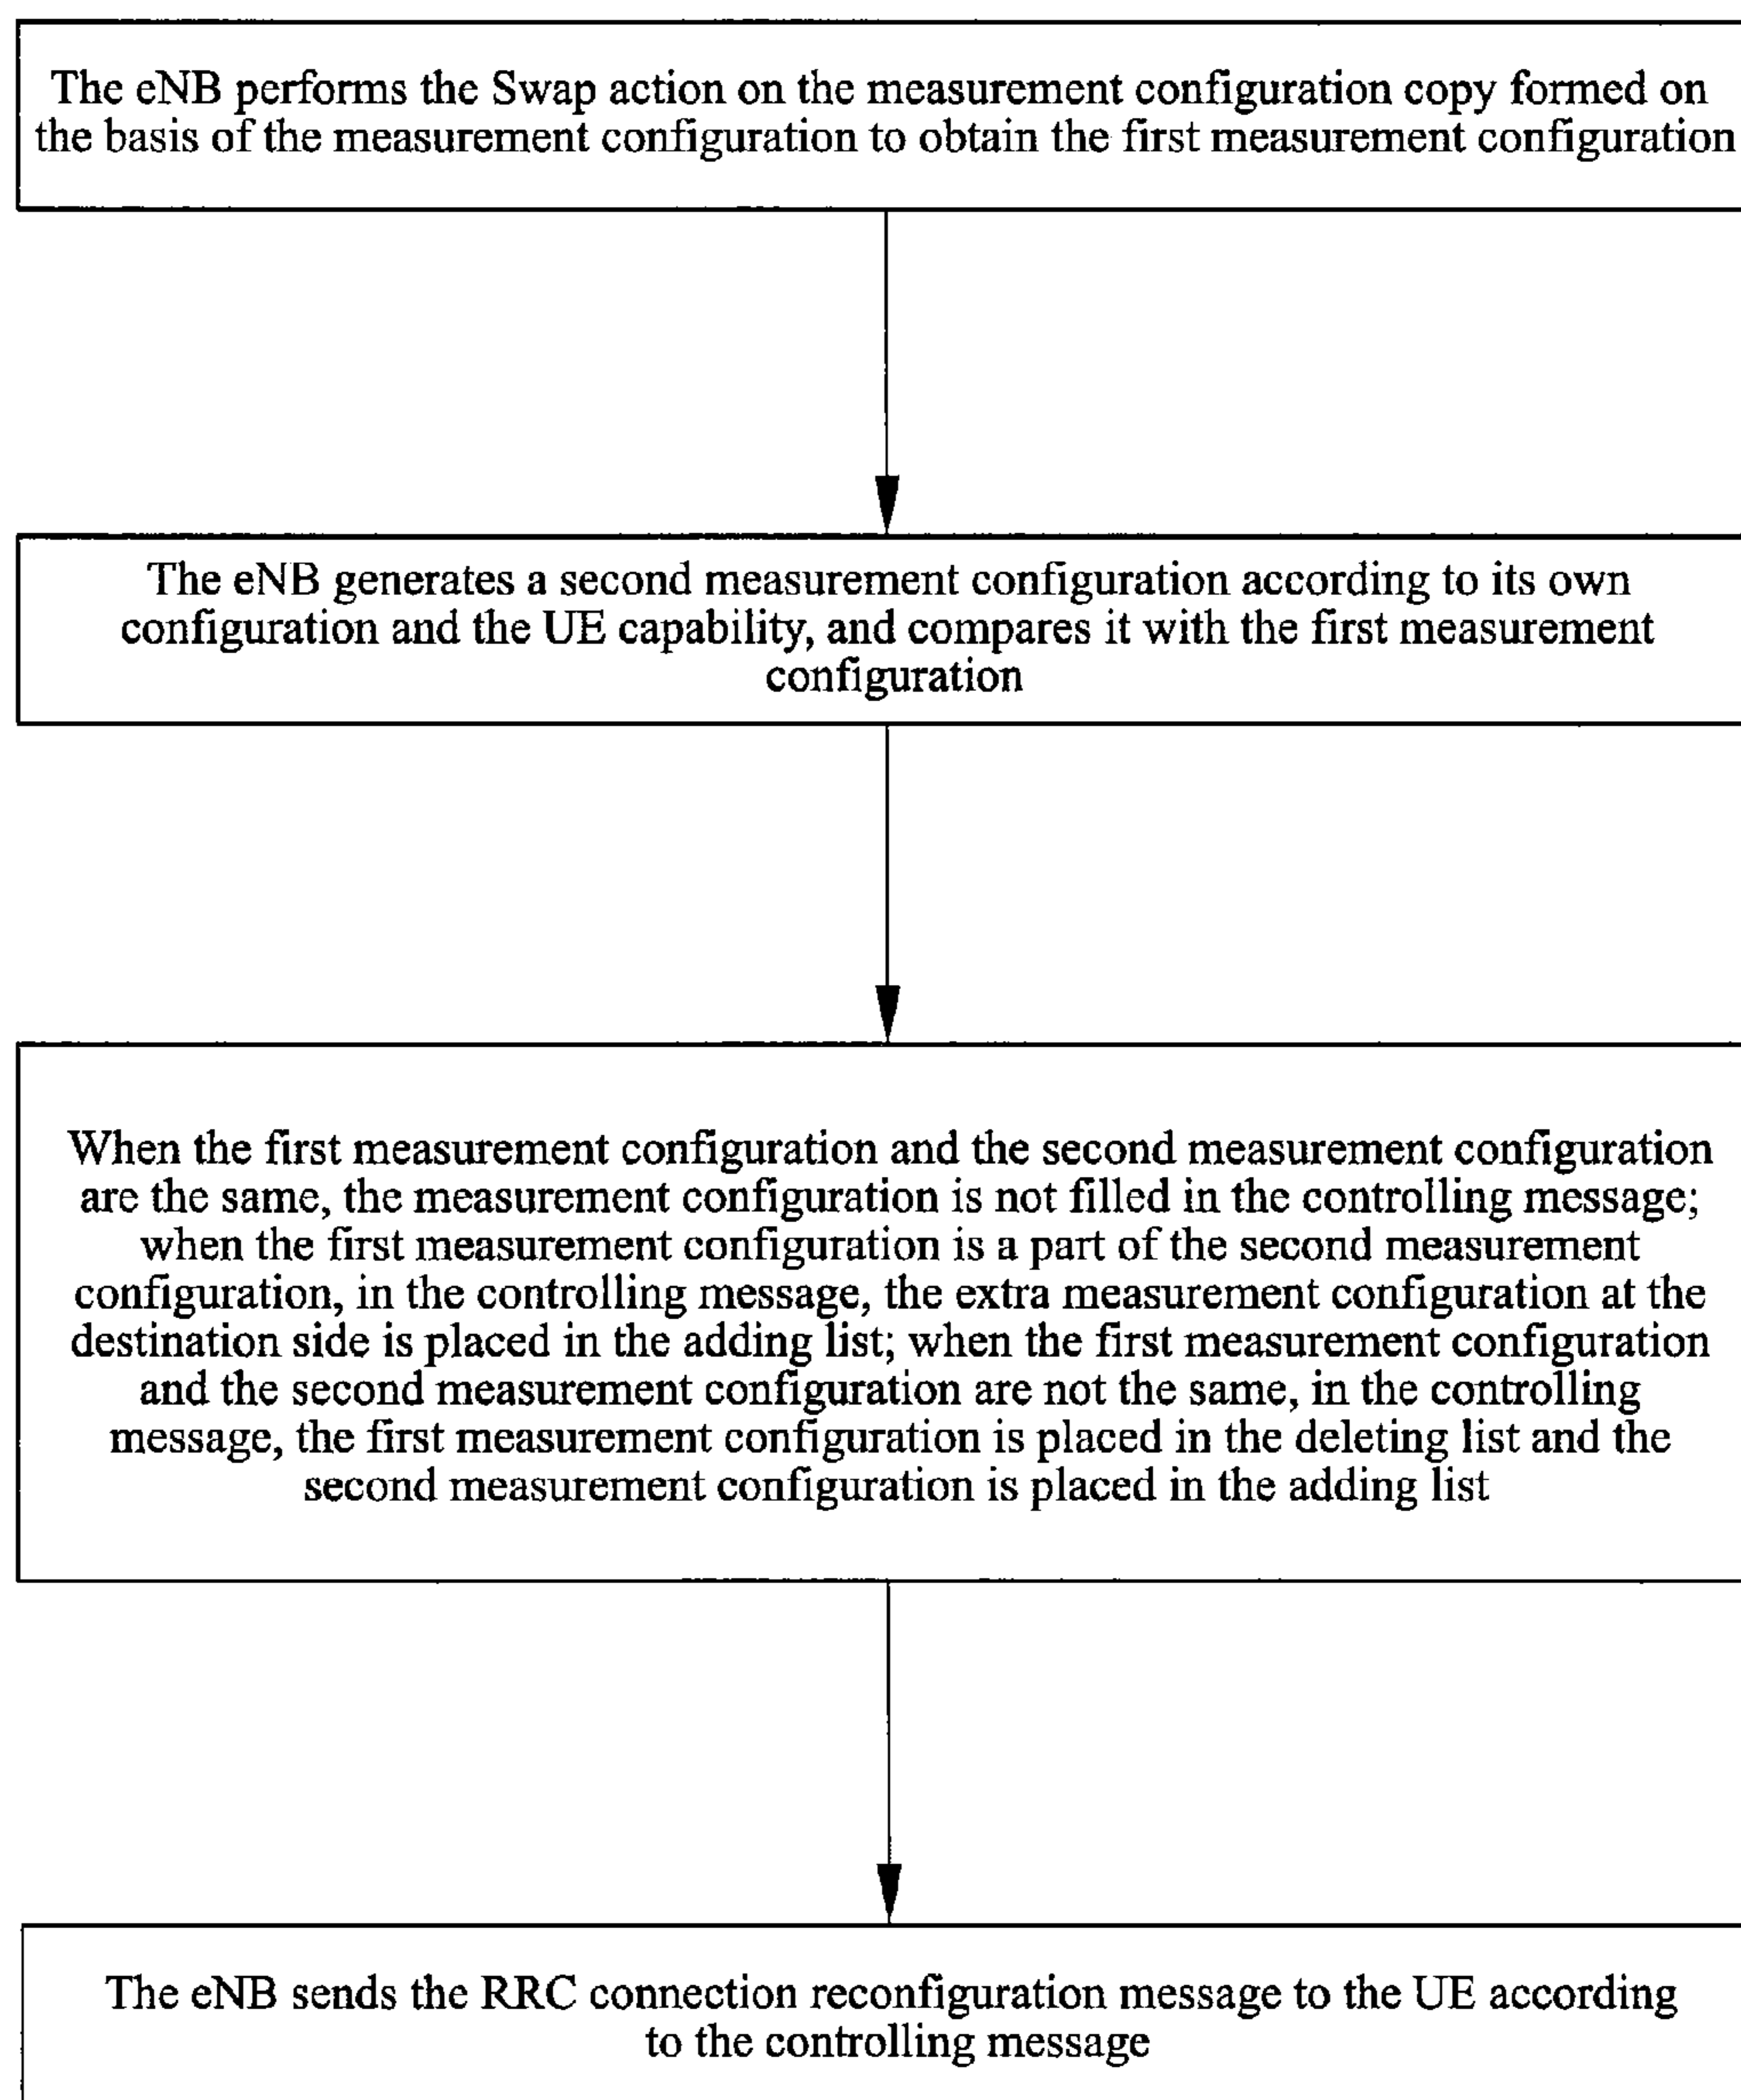 The eNB performs the Swap action on the measurement configuration copy formed on
the basis of the measurement configuration to obtain the first measurement configuration
The eNB generates a second measurement configuration according to its own
configuration and the UE capability, and compares it with the first measurement
configuration
When the first measurement configuration and the second measurement configuration
are the same, the measurement configuration is not filled in the controlling message;
when the first measurement configuration is a part of the second measurement
configuration, in the controlling message, the extra measurement configuration at the
destination side is placed in the adding list; when the first measurement configuration
and the second measurement configuration are not the same, in the controlling
message, the first measurement configuration is placed in the deleting list and the
second measurement configuration is placed in the adding list
The eNB sends the RRC connection reconfiguration message to the UE according
to the controlling message